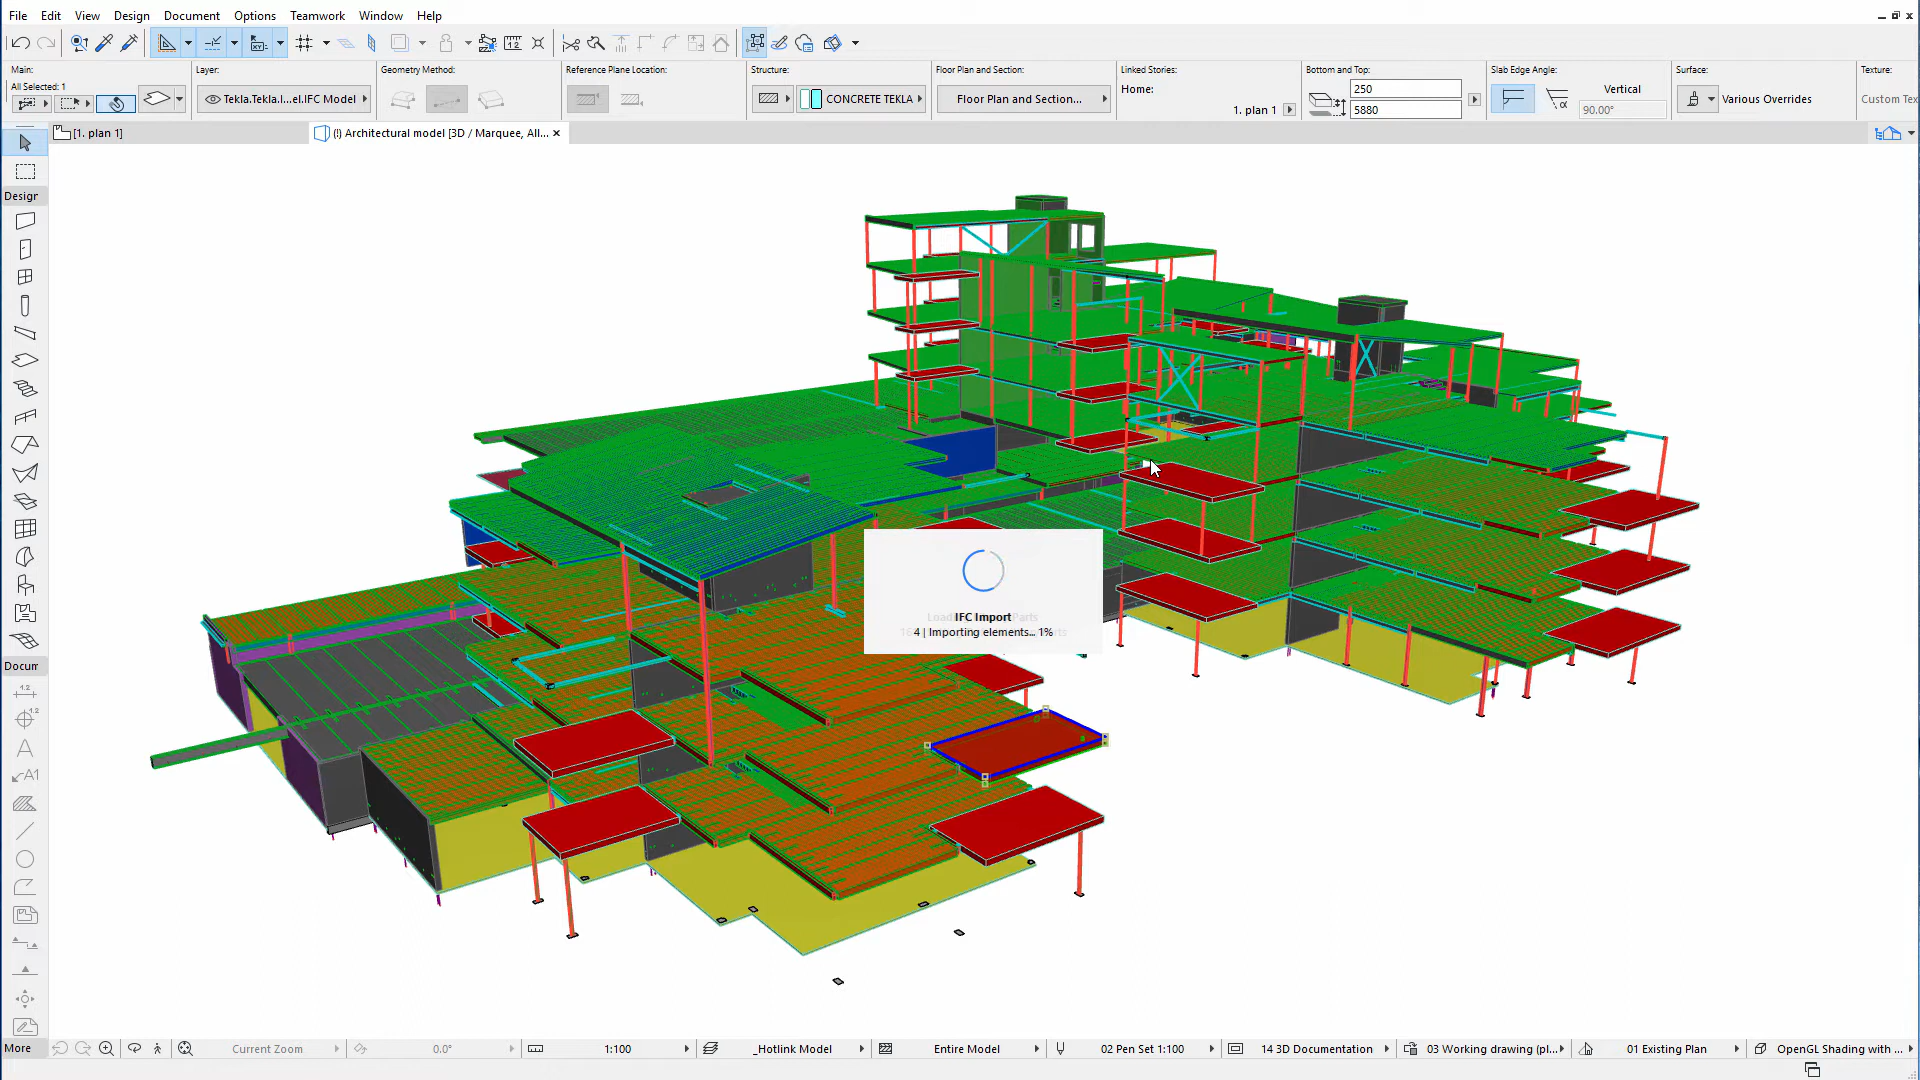 File Edit View Design Document Options Teamwork Window Help
Main: Layer: Geometry Method: Reference Plane Location: Structure: Floor Plan and Section: Linked Stories: Bottom and Top: Slab Edge Angle: Surface: Texture:
All Selected: 1
Home: 250 Vertical
Tekla.Tekla.I...el.IFC Model CONCRETE TEKLA Floor Plan and Section... Various Overrides Custom Tex
1. plan 1 5880 90.00°
[1. plan 1] (!) Architectural model [3D / Marquee, All...
Design
IFC Import
4 | Importing elements... 1%
Docum
1.2
1.2
A
A1
More Current Zoom 0.0° 1:100 _Hotlink Model Entire Model 02 Pen Set 1:100 14 3D Documentation 03 Working drawing (pl... 01 Existing Plan OpenGL Shading with ...